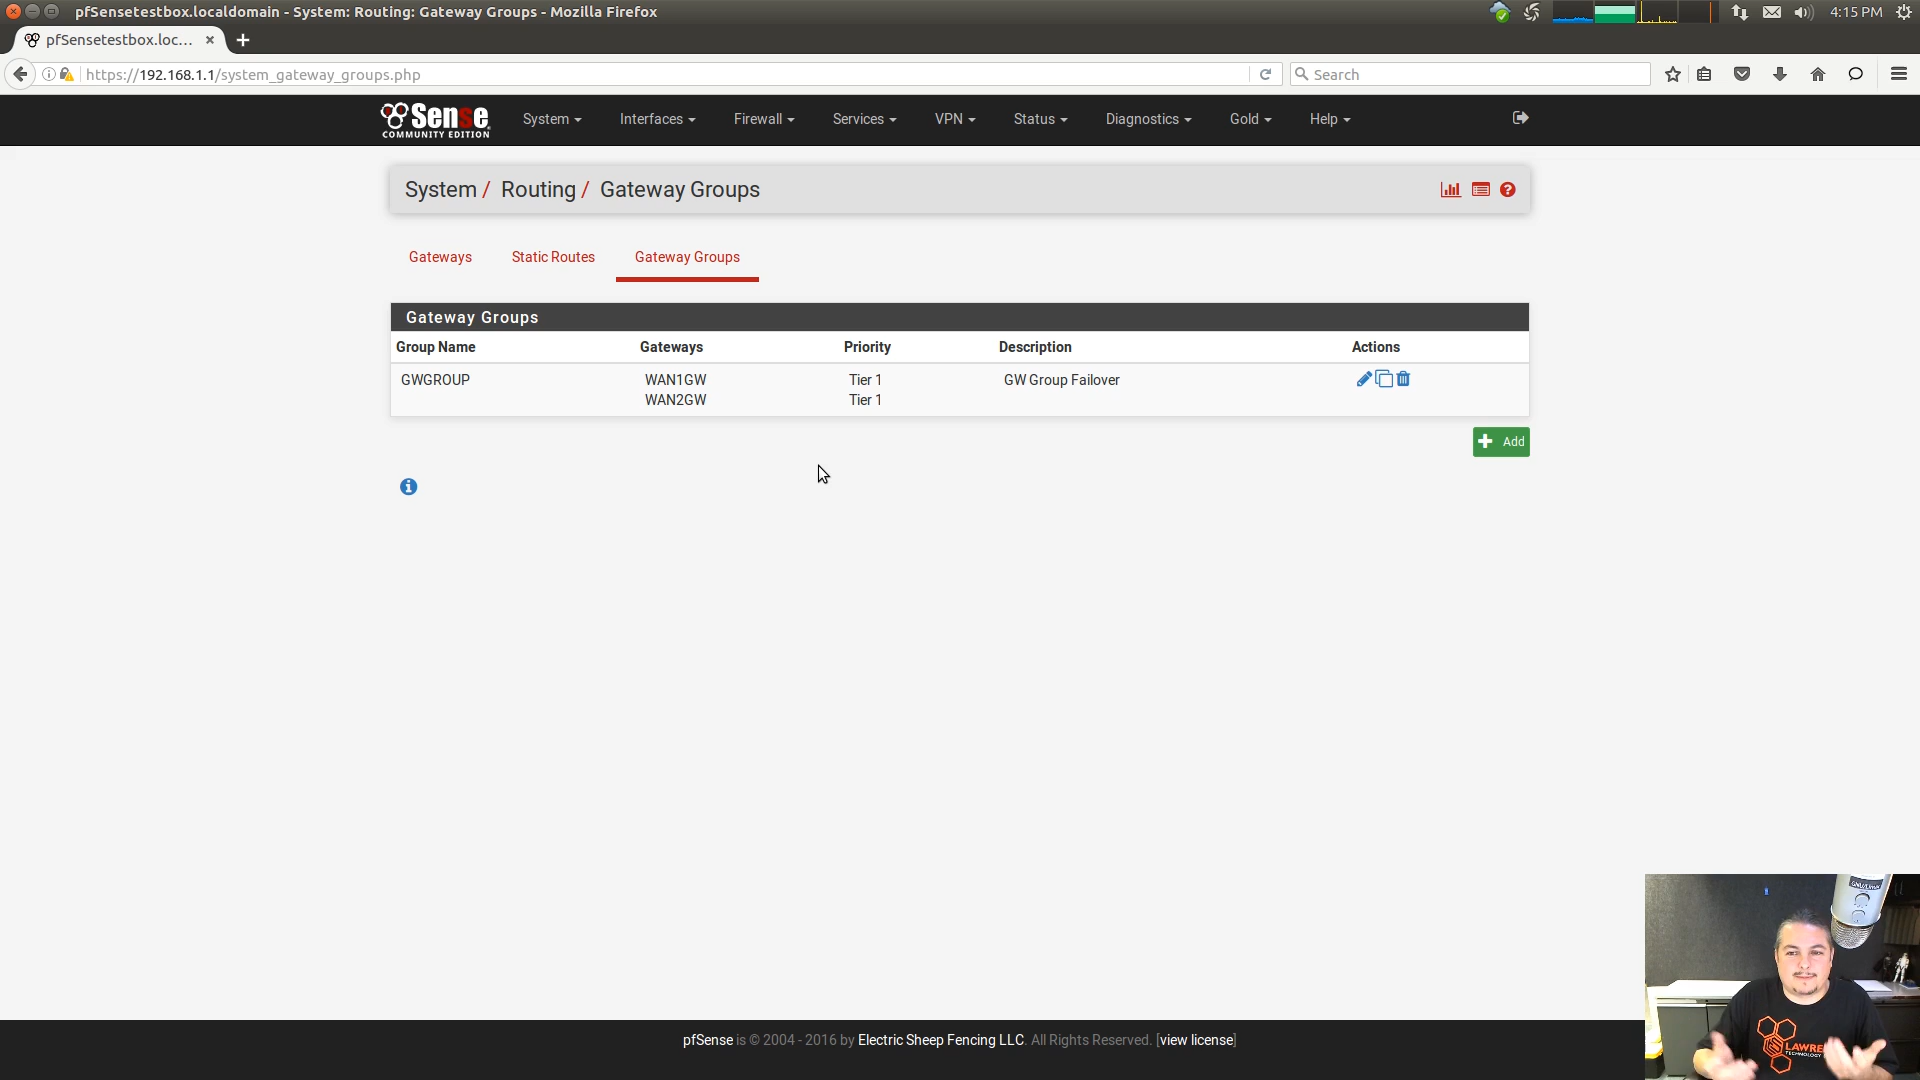 pfSensetestbox.localdomain - System: Routing: Gateway Groups - Mozilla Firefox
4:15 PM
pfSensetestbox.loc...
https://192.168.1.1/system_gateway_groups.php
Search
Sense
COMMUNITY EDITION
System
Interfaces
Firewall
Services
VPN
Status
Diagnostics
Gold
Help
System / Routing / Gateway Groups
Gateways
Static Routes
Gateway Groups
Gateway Groups
Group Name Gateways Priority Description Actions
GWGROUP WAN1GW Tier 1 GW Group Failover
WAN2GW Tier 1
Add
pfSense is © 2004 - 2016 by Electric Sheep Fencing LLC. All Rights Reserved. [view license]
LAWRE
TECHNOLOGY